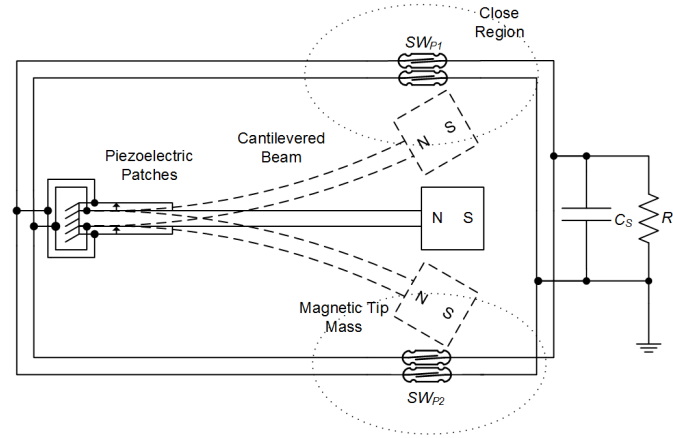 Close
Region
SWP1
Cantilevered
Beam
Piezoelectric
Patches
N S
N S
CS
R
Magnetic Tip
Mass
N S
SWP2